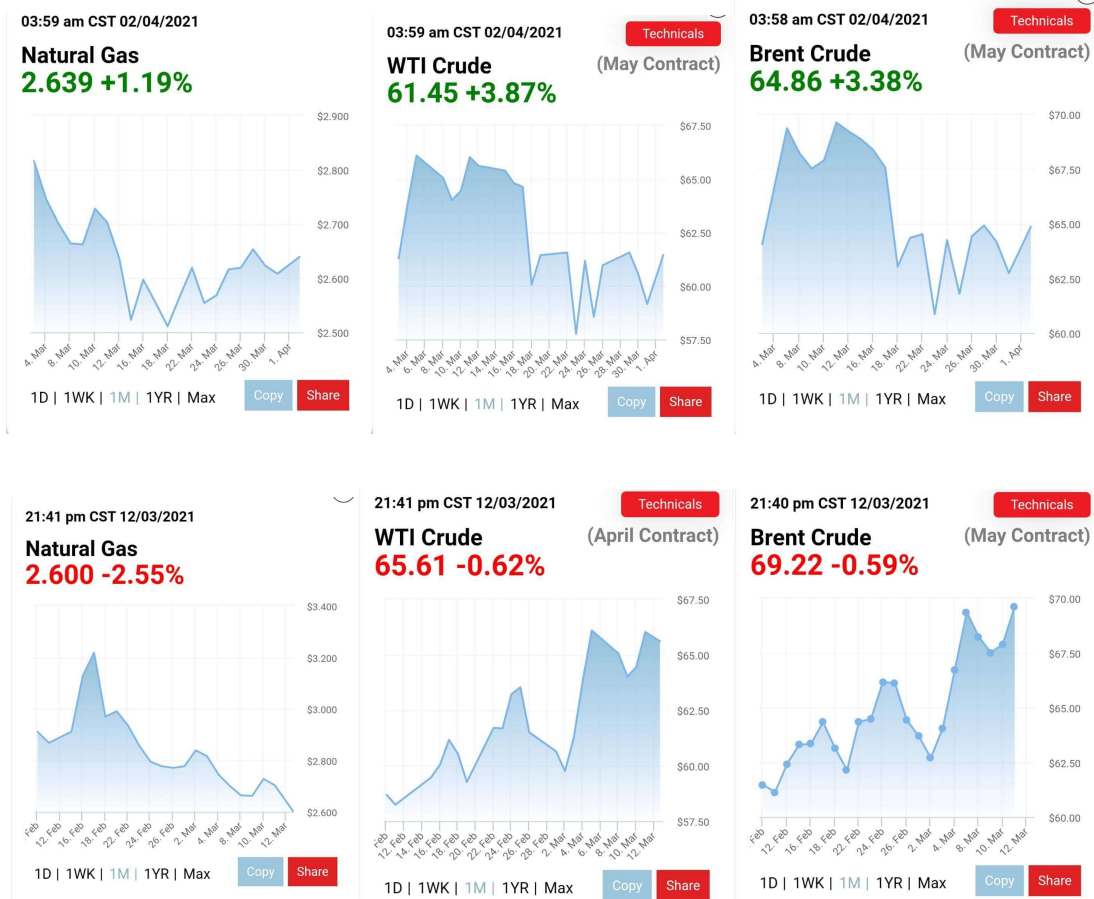 03:59 am CST 02/04/2021
Natural Gas
2.639 +1.19%
$2.900
$2.800
$2.700
$2.600
$2.500
4. Mar 8. Mar 10. Mar 12. Mar 16. Mar 18. Mar 22. Mar 24. Mar 26. Mar 30. Mar 1. Apr
1D | 1WK | 1M | 1YR | Max Copy Share
03:59 am CST 02/04/2021 Technicals
WTI Crude (May Contract)
61.45 +3.87%
$67.50
$65.00
$62.50
$60.00
$57.50
4. Mar 6. Mar 8. Mar 10. Mar 12. Mar 14. Mar 16. Mar 18. Mar 20. Mar 22. Mar 24. Mar 26. Mar 28. Mar 30. Mar 1. Apr
1D | 1WK | 1M | 1YR | Max Copy Share
03:58 am CST 02/04/2021 Technicals
Brent Crude (May Contract)
64.86 +3.38%
$70.00
$67.50
$65.00
$62.50
$60.00
4. Mar 8. Mar 10. Mar 12. Mar 16. Mar 18. Mar 22. Mar 24. Mar 26. Mar 30. Mar 1. Apr
1D | 1WK | 1M | 1YR | Max Copy Share
21:41 pm CST 12/03/2021
Natural Gas
2.600 -2.55%
$3.400
$3.200
$3.000
$2.800
$2.600
Feb 12. Feb 16. Feb 18. Feb 22. Feb 24. Feb 26. Feb 2. Mar 4. Mar 8. Mar 10. Mar 12. Mar
1D | 1WK | 1M | 1YR | Max Copy Share
21:41 pm CST 12/03/2021 Technicals
WTI Crude (April Contract)
65.61 -0.62%
$67.50
$65.00
$62.50
$60.00
$57.50
Feb 12. Feb 14. Feb 16. Feb 18. Feb 20. Feb 22. Feb 24. Feb 26. Feb 28. Feb 2. Mar 4. Mar 6. Mar 8. Mar 10. Mar 12. Mar
1D | 1WK | 1M | 1YR | Max Copy Share
21:40 pm CST 12/03/2021 Technicals
Brent Crude (May Contract)
69.22 -0.59%
$70.00
$67.50
$65.00
$62.50
$60.00
Feb 12. Feb 16. Feb 18. Feb 22. Feb 24. Feb 26. Feb 2. Mar 4. Mar 8. Mar 10. Mar 12. Mar
1D | 1WK | 1M | 1YR | Max Copy Share